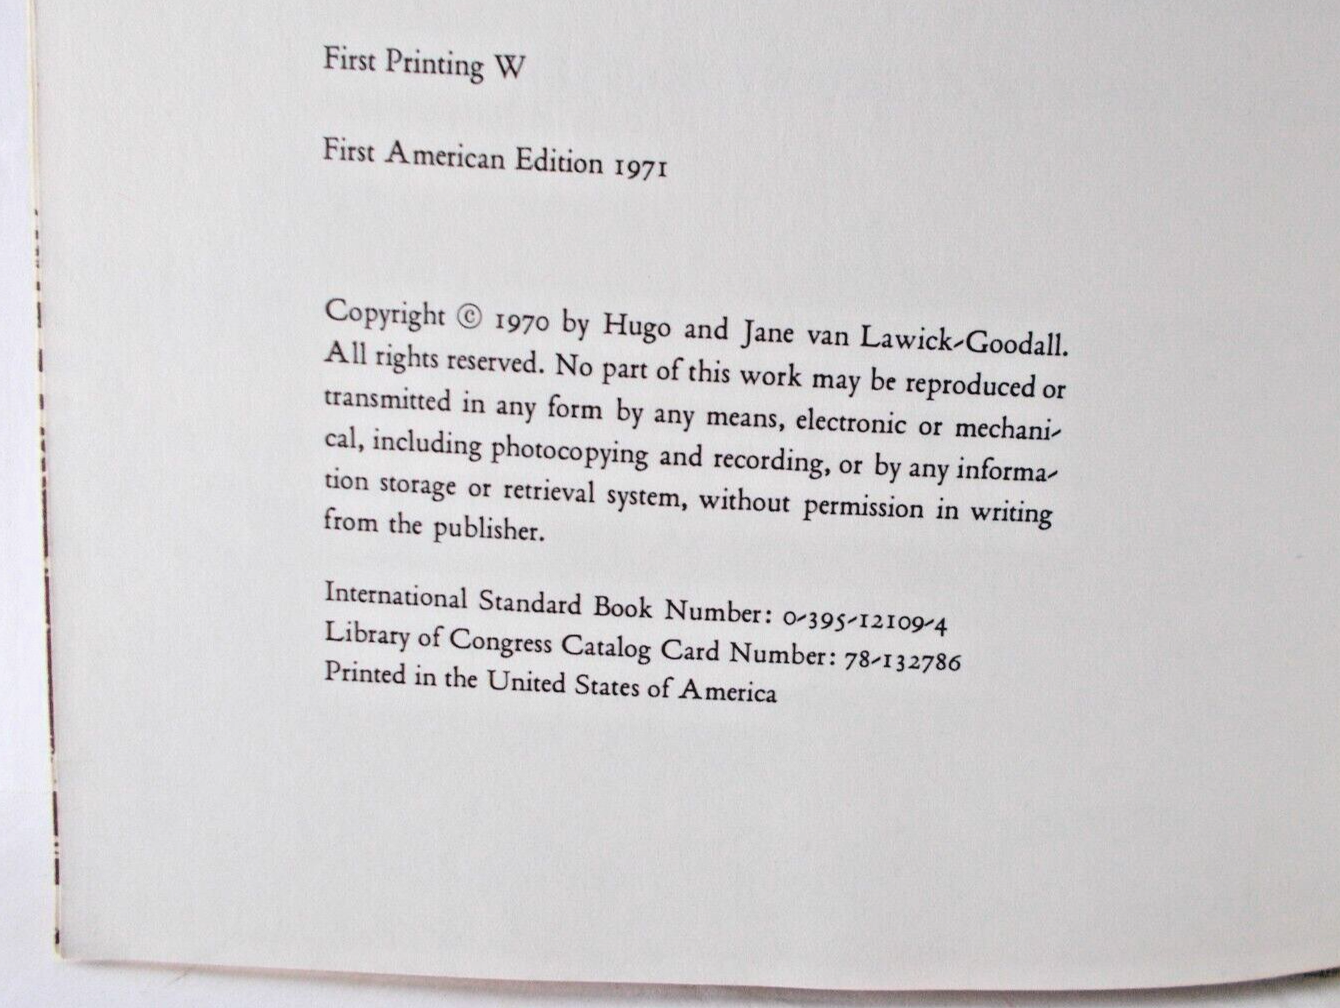 First Printing W
First American Edition 1971
Copyright © 1970 by Hugo and Jane van Lawick-Goodall.
All rights reserved. No part of this work may be reproduced or
transmitted in any form by any means, electronic or mechani-
cal, including photocopying and recording, or by any informa-
tion storage or retrieval system, without permission in writing
from the publisher.
International Standard Book Number: 0-395-12109-4
Library of Congress Catalog Card Number: 78-132786
Printed in the United States of America